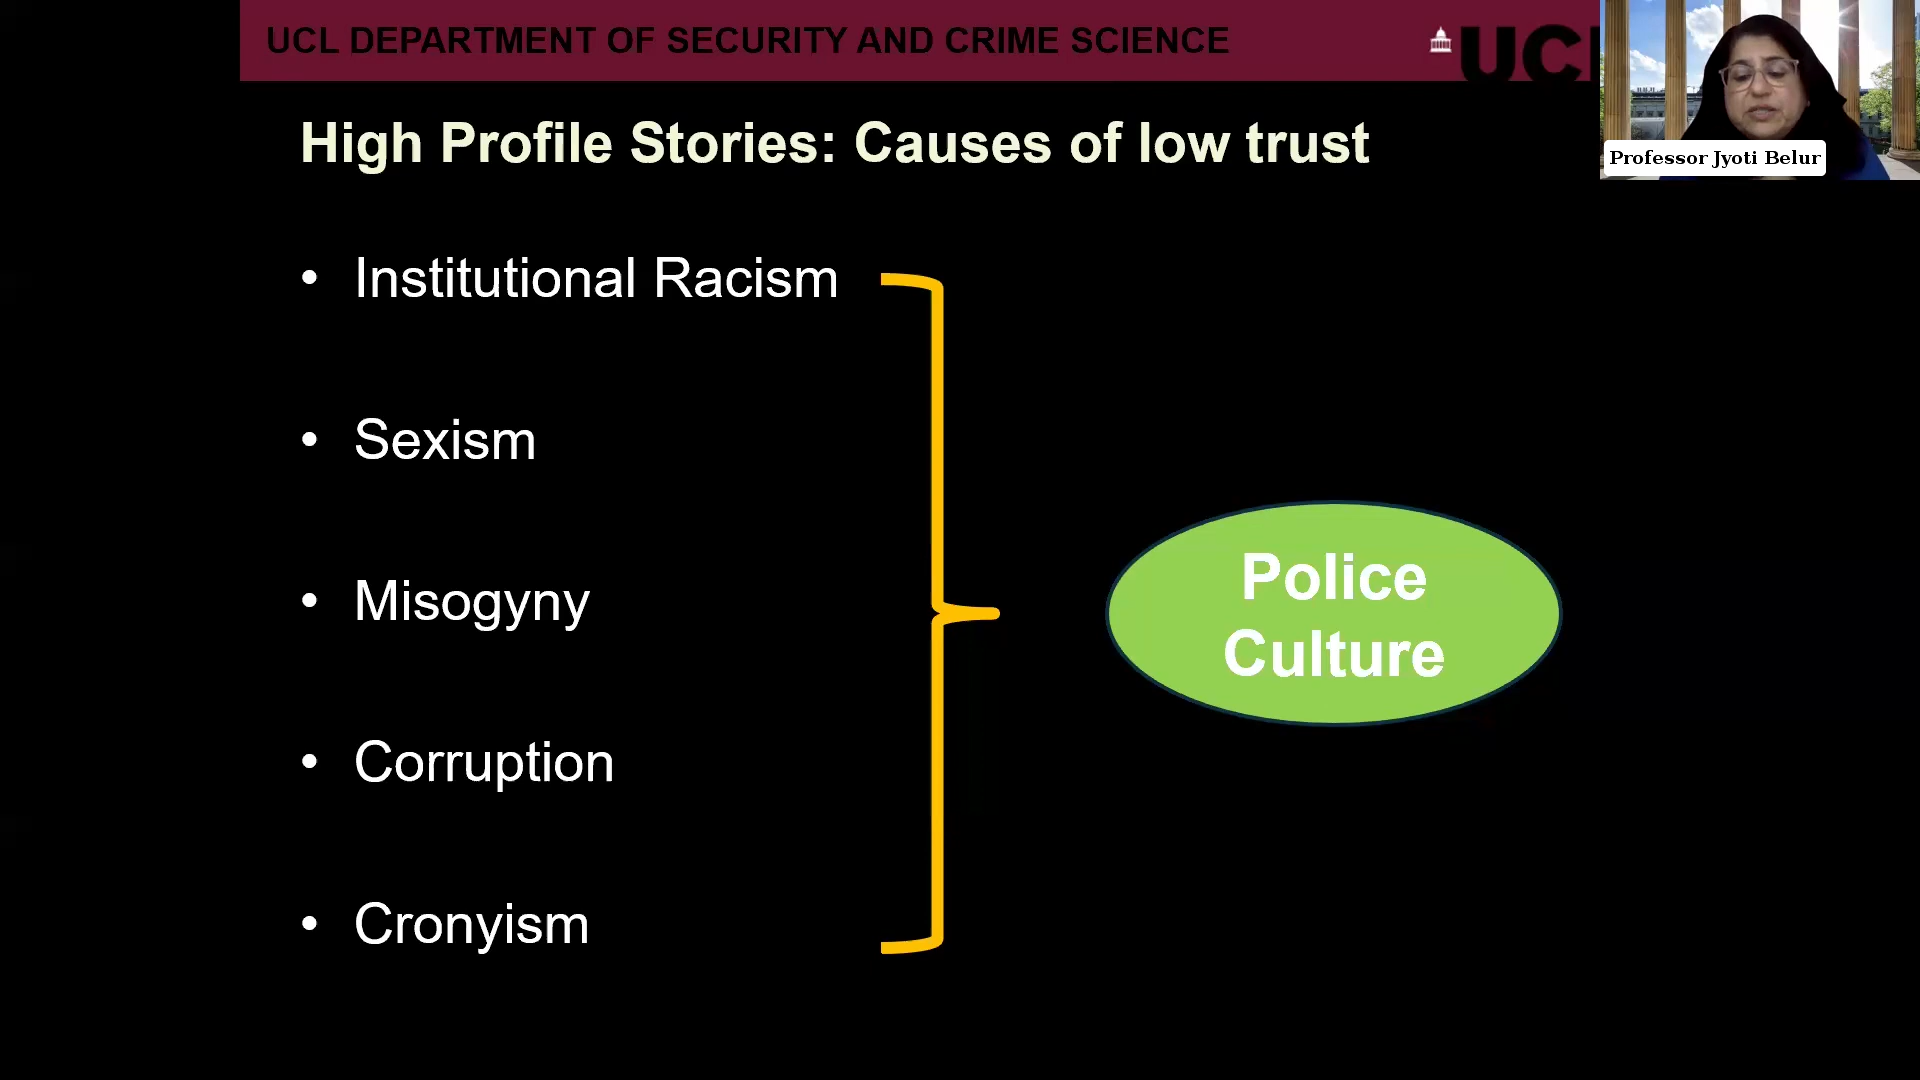 UCL DEPARTMENT OF SECURITY AND CRIME SCIENCE
UCL
Professor Jyoti Belur
High Profile Stories: Causes of low trust
• Institutional Racism
• Sexism
• Misogyny
• Corruption
• Cronyism
Police
Culture